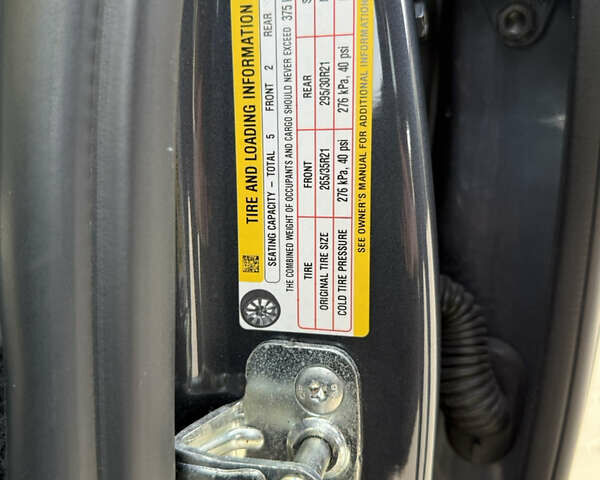 TIRE AND LOADING INFORMATION
SEATING CAPACITY – TOTAL 5 FRONT 2 REAR
THE COMBINED WEIGHT OF OCCUPANTS AND CARGO SHOULD NEVER EXCEED 375
TIRE FRONT REAR
ORIGINAL TIRE SIZE 265/35R21 295/30R21
COLD TIRE PRESSURE 276 kPa, 40 psi 276 kPa, 40 psi
SEE OWNER'S MANUAL FOR ADDITIONAL INFORMATION